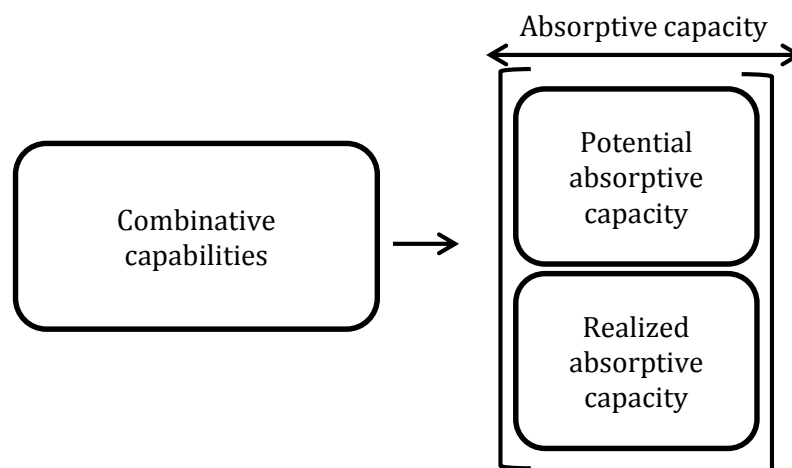 Absorptive capacity
Combinative
capabilities
Potential
absorptive
capacity
Realized
absorptive
capacity